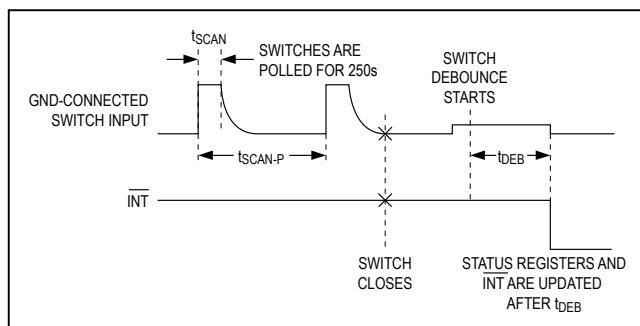 tSCAN
SWITCHES ARE
POLLED FOR 250s
SWITCH
DEBOUNCE
STARTS
GND-CONNECTED
SWITCH INPUT
tSCAN-P
tDEB
INT
SWITCH
CLOSES
STATUS REGISTERS AND
INT ARE UPDATED
AFTER tDEB